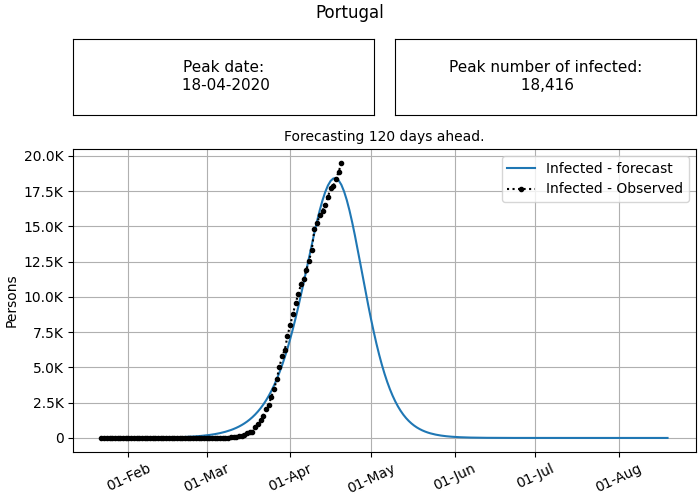 Portugal
Peak date:
18-04-2020
Peak number of infected:
18,416
Forecasting 120 days ahead.
20.0K
17.5K
15.0K
12.5K
10.0K
7.5K
5.0K
2.5K
0
Persons
Infected - forecast
Infected - Observed
01-Feb
01-Mar
01-Apr
01-May
01-Jun
01-Jul
01-Aug